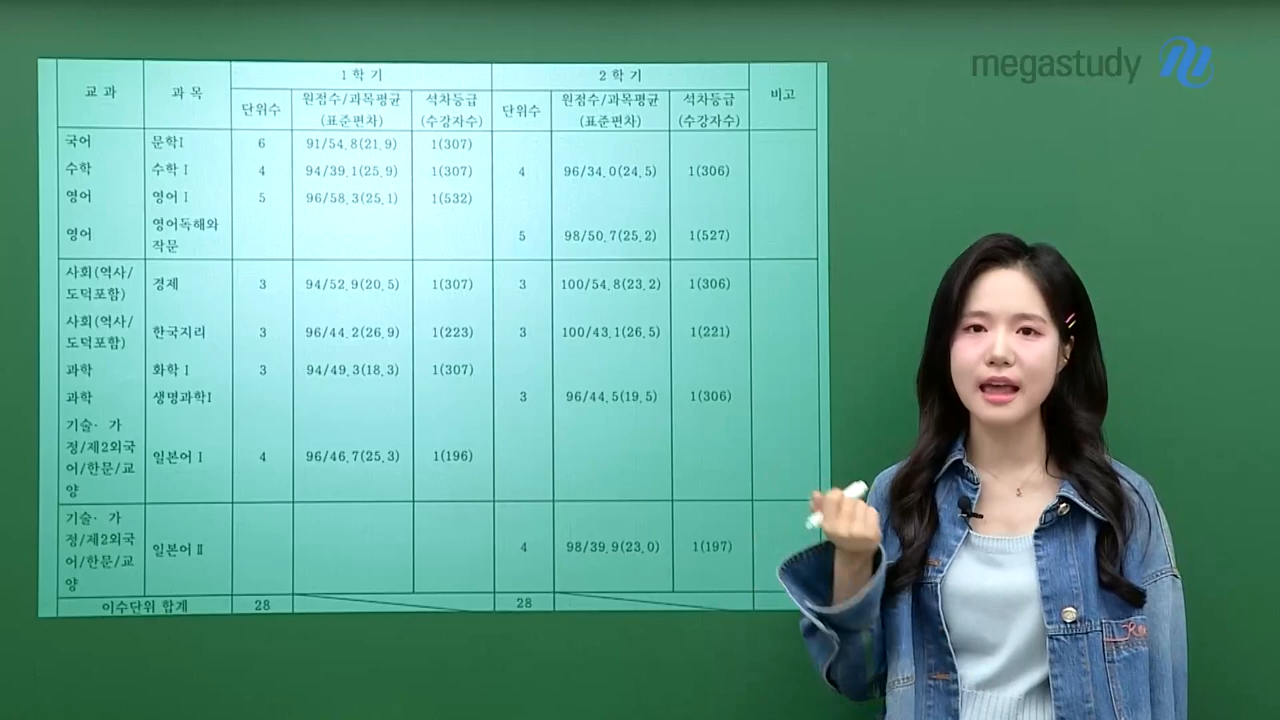 megastudy
교과 과목 1학기 2학기 비고
단위수 원점수/과목평균 (표준편차) 석차등급 (수강자수) 단위수 원점수/과목평균 (표준편차) 석차등급 (수강자수)
국어 문학Ⅰ 6 91/54.8(21.9) 1(307)
수학 수학Ⅰ 4 94/39.1(25.9) 1(307) 4 96/34.0(24.5) 1(306)
영어 영어Ⅰ 5 96/58.3(25.1) 1(532)
영어 영어독해와 작문 5 98/50.7(25.2) 1(527)
사회(역사/도덕포함) 경제 3 94/52.9(20.5) 1(307) 3 100/54.8(23.2) 1(306)
사회(역사/도덕포함) 한국지리 3 96/44.2(26.9) 1(223) 3 100/43.1(26.5) 1(221)
과학 화학Ⅰ 3 94/49.3(18.3) 1(307)
과학 생명과학Ⅰ 3 96/44.5(19.5) 1(306)
기술·가정/제2외국어/한문/교양 일본어Ⅰ 4 96/46.7(25.3) 1(196)
기술·가정/제2외국어/한문/교양 일본어Ⅱ 4 98/39.9(23.0) 1(197)
이수단위 합계 28 28